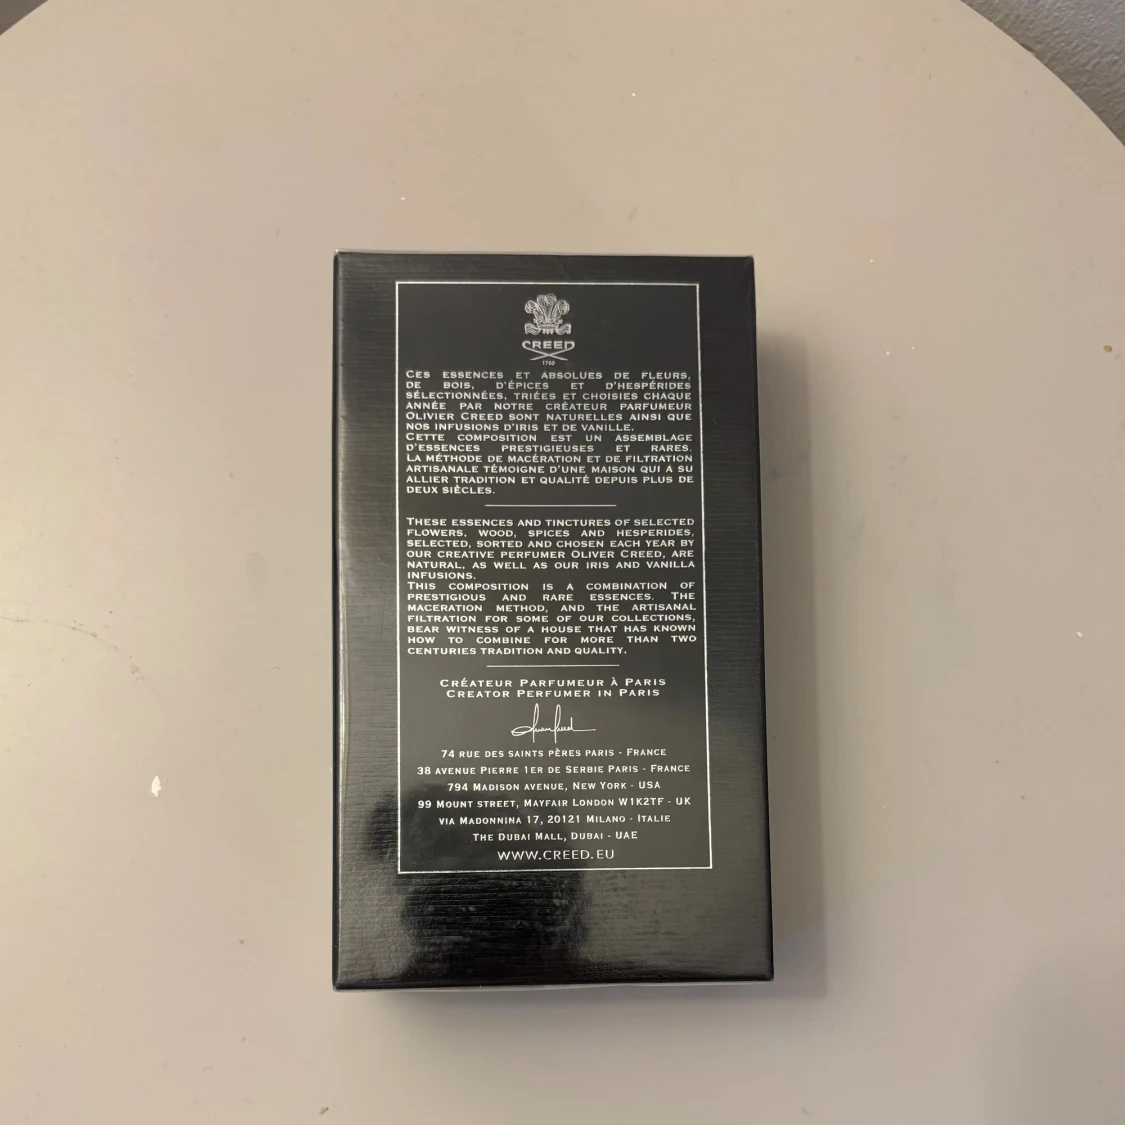 CREED
1760
CES ESSENCES ET ABSOLUES DE FLEURS,
DE BOIS, D'ÉPICES ET D'HESPÉRIDES
SÉLECTIONNÉES, TRIÉES ET CHOISIES CHAQUE
ANNÉE PAR NOTRE CRÉATEUR PARFUMEUR
OLIVIER CREED SONT NATURELLES AINSI QUE
NOS INFUSIONS D'IRIS ET DE VANILLE.
CETTE COMPOSITION EST UN ASSEMBLAGE
D'ESSENCES PRESTIGIEUSES ET RARES.
LA MÉTHODE DE MACÉRATION ET DE FILTRATION
ARTISANALE TÉMOIGNE D'UNE MAISON QUI A SU
ALLIER TRADITION ET QUALITÉ DEPUIS PLUS DE
DEUX SIÈCLES.
THESE ESSENCES AND TINCTURES OF SELECTED
FLOWERS, WOOD, SPICES AND HESPERIDES,
SELECTED, SORTED AND CHOSEN EACH YEAR BY
OUR CREATIVE PERFUMER OLIVER CREED, ARE
NATURAL, AS WELL AS OUR IRIS AND VANILLA
INFUSIONS.
THIS COMPOSITION IS A COMBINATION OF
PRESTIGIOUS AND RARE ESSENCES. THE
MACERATION METHOD, AND THE ARTISANAL
FILTRATION FOR SOME OF OUR COLLECTIONS,
BEAR WITNESS OF A HOUSE THAT HAS KNOWN
HOW TO COMBINE FOR MORE THAN TWO
CENTURIES TRADITION AND QUALITY.
CRÉATEUR PARFUMEUR À PARIS
CREATOR PERFUMER IN PARIS
74 RUE DES SAINTS PÈRES PARIS - FRANCE
38 AVENUE PIERRE 1ER DE SERBIE PARIS - FRANCE
794 MADISON AVENUE, NEW YORK - USA
99 MOUNT STREET, MAYFAIR LONDON W1K2TF - UK
VIA MADONNINA 17, 20121 MILANO - ITALIE
THE DUBAI MALL, DUBAI - UAE
WWW.CREED.EU